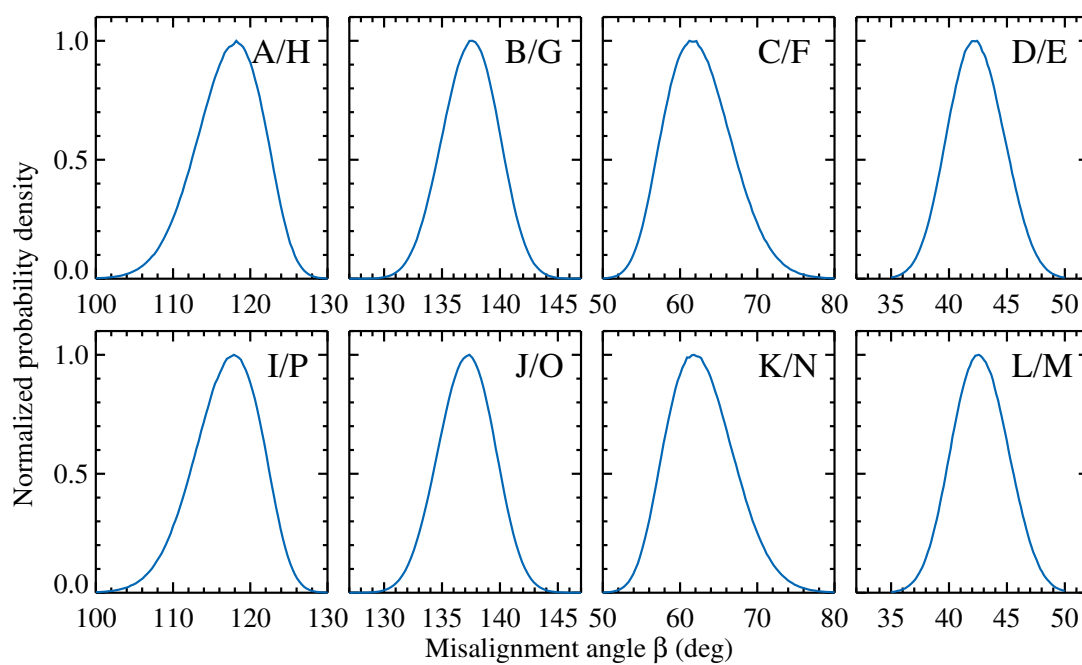 Normalized probability density
1.0 A/H B/G C/F D/E
0.5
0.0
100 110 120 130 130 135 140 145 50 60 70 80 35 40 45 50
1.0 I/P J/O K/N L/M
0.5
0.0
100 110 120 130 130 135 140 145 50 60 70 80 35 40 45 50
Misalignment angle β (deg)